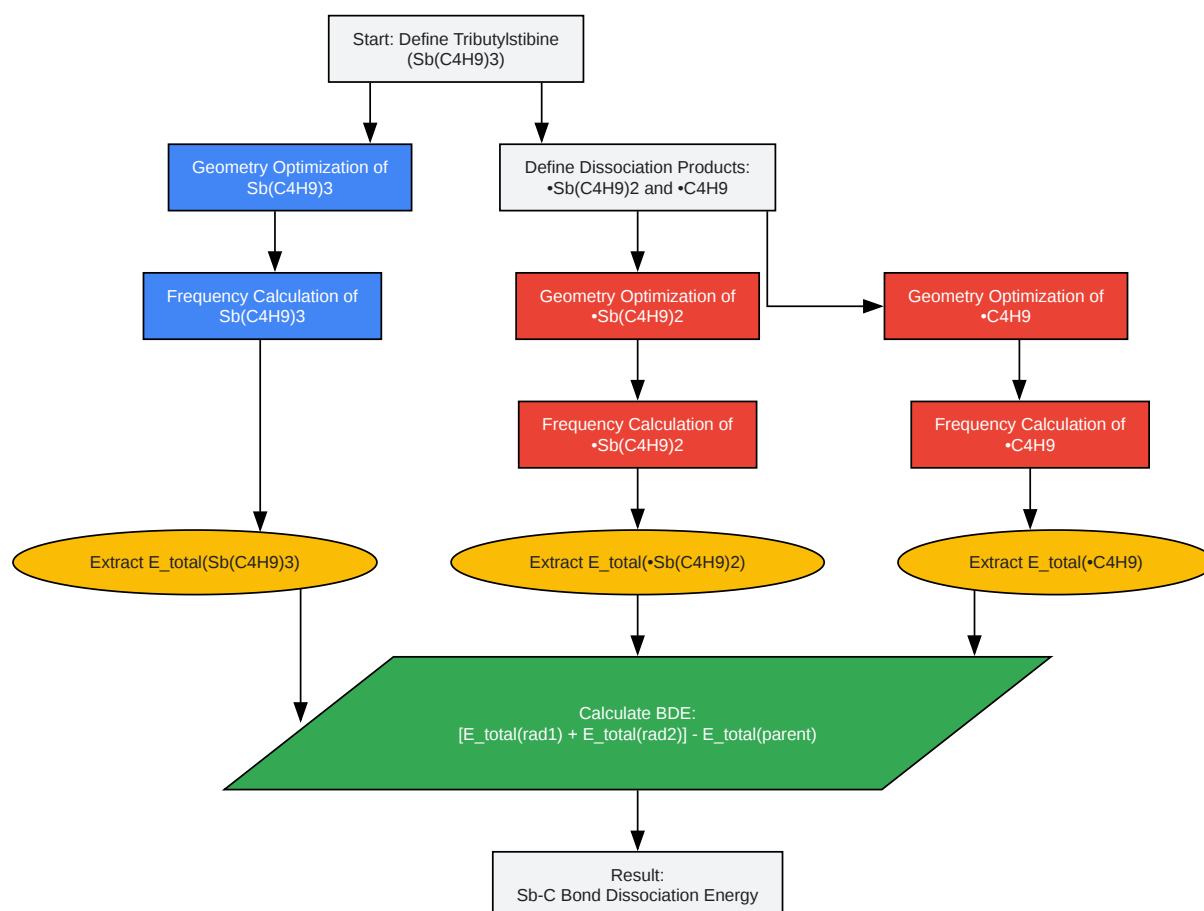 Start: Define Tributylstibine
(Sb(C4H9)3)
Geometry Optimization of
Sb(C4H9)3
Define Dissociation Products:
•Sb(C4H9)2 and •C4H9
Frequency Calculation of
Sb(C4H9)3
Geometry Optimization of
•Sb(C4H9)2
Geometry Optimization of
•C4H9
Frequency Calculation of
•Sb(C4H9)2
Frequency Calculation of
•C4H9
Extract E_total(Sb(C4H9)3)
Extract E_total(•Sb(C4H9)2)
Extract E_total(•C4H9)
Calculate BDE:
[E_total(rad1) + E_total(rad2)] - E_total(parent)
Result:
Sb-C Bond Dissociation Energy